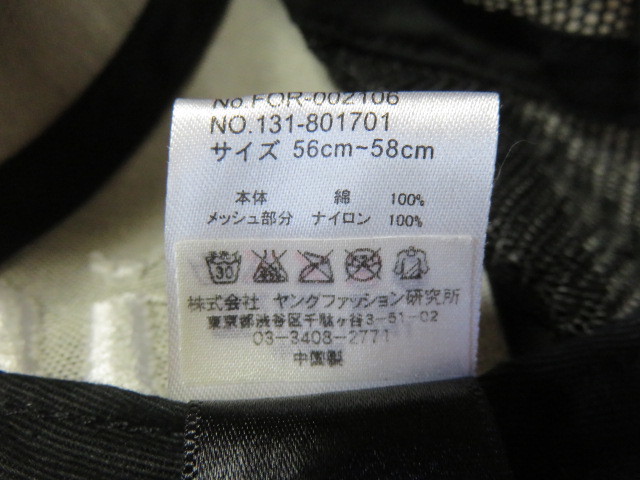 No.FOR-002106
NO.131-801701
サイズ 56cm~58cm
本体 綿 100%
メッシュ部分 ナイロン 100%
30
株式会社 ヤングファッション研究所
東京都渋谷区千駄ヶ谷3-51-02
03-3408-2771
中国製